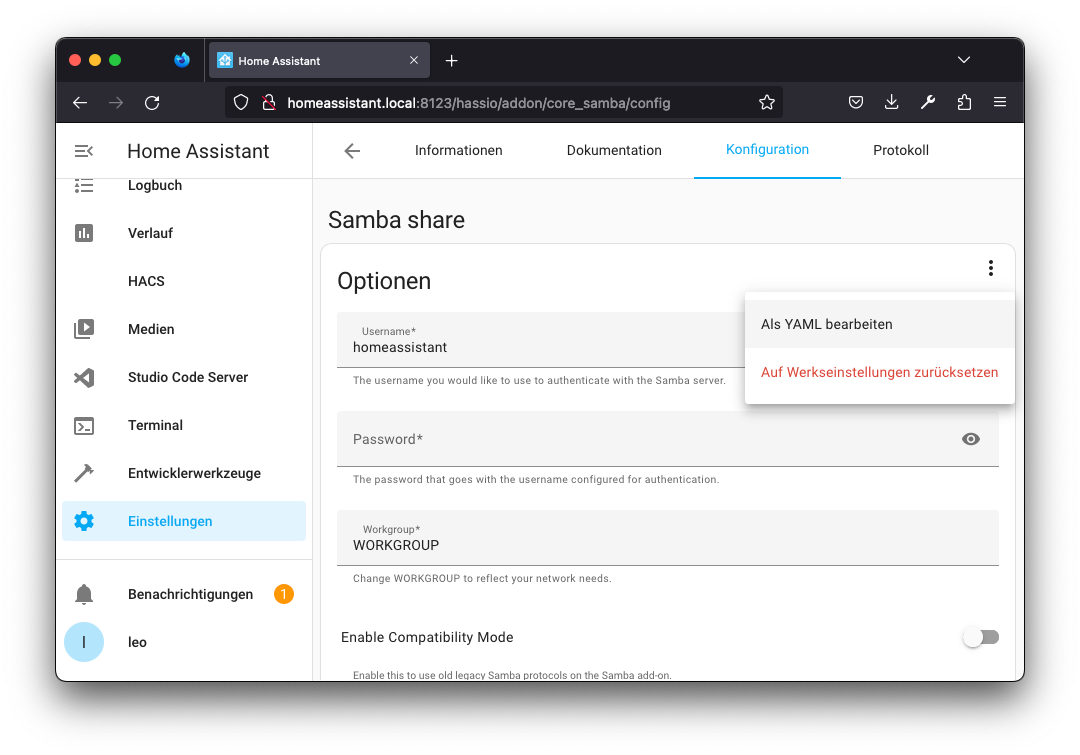 Home Assistant
homeassistant.local:8123/hassio/addon/core_samba/config
Home Assistant
Informationen
Dokumentation
Konfiguration
Protokoll
Logbuch
Verlauf
HACS
Medien
Studio Code Server
Terminal
Entwicklerwerkzeuge
Einstellungen
Benachrichtigungen 1
l leo
Samba share
Optionen
Als YAML bearbeiten
Auf Werkseinstellungen zurücksetzen
Username*
homeassistant
The username you would like to use to authenticate with the Samba server.
Password*
The password that goes with the username configured for authentication.
Workgroup*
WORKGROUP
Change WORKGROUP to reflect your network needs.
Enable Compatibility Mode
Enable this to use old legacy Samba protocols on the Samba add-on.